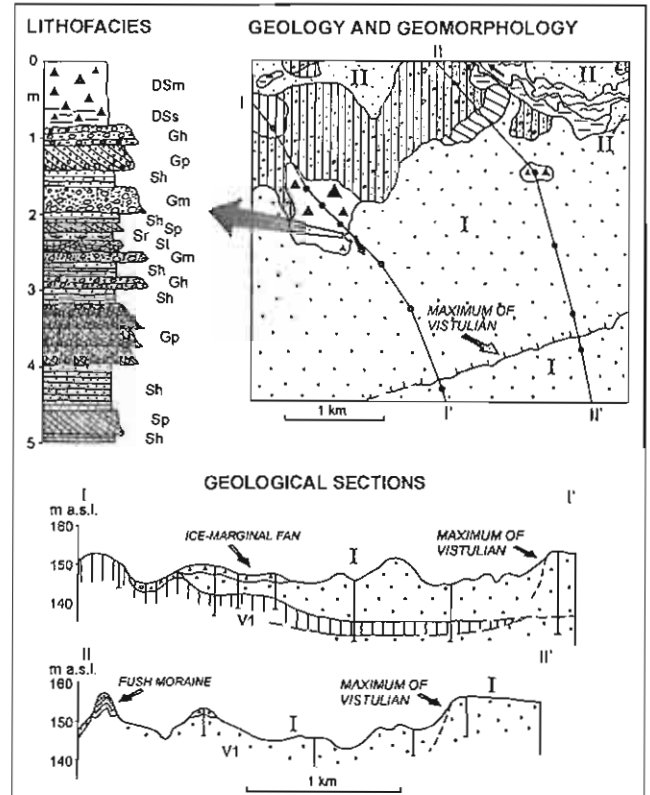 LITHOFACIES
GEOLOGY AND GEOMORPHOLOGY
0
m
1
2
3
4
5
DSm
DSs
Gh
Gp
Sh
Gm
Sh
Sp
Sr
Sl
Gm
Sh
Gh
Sh
Gp
Sh
Sp
Sh
II
I
II
II
II
I
MAXIMUM OF
VISTULIAN
I
1 km
I'
II'
GEOLOGICAL SECTIONS
I
I'
m a.s.l.
160
150
140
ICE-MARGINAL FAN
I
MAXIMUM OF
VISTULIAN
V1
II
II'
m a.s.l.
160
150
140
FUSH MORAINE
I
MAXIMUM OF
VISTULIAN
I
V1
1 km